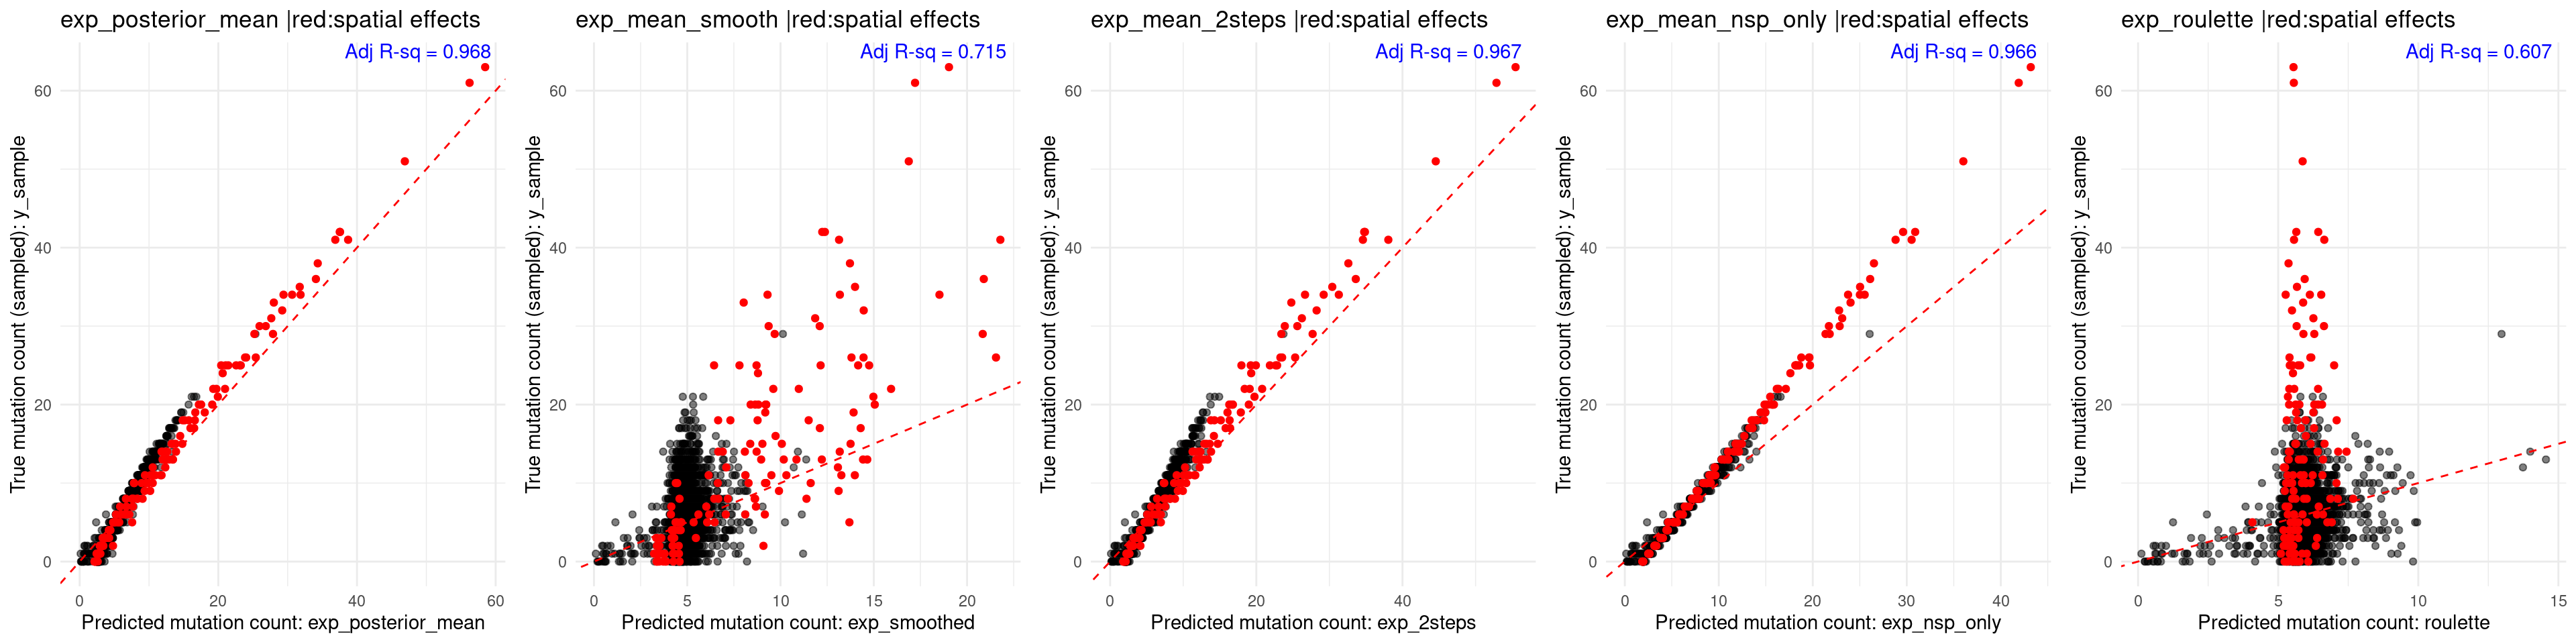 exp_posterior_mean |red:spatial effects
Adj R-sq = 0.968
True mutation count (sampled): y_sample
60
40
20
0
0 20 40 60
Predicted mutation count: exp_posterior_mean
exp_mean_smooth |red:spatial effects
Adj R-sq = 0.715
True mutation count (sampled): y_sample
60
40
20
0
0 5 10 15 20
Predicted mutation count: exp_smoothed
exp_mean_2steps |red:spatial effects
Adj R-sq = 0.967
True mutation count (sampled): y_sample
60
40
20
0
0 20 40
Predicted mutation count: exp_2steps
exp_mean_nsp_only |red:spatial effects
Adj R-sq = 0.966
True mutation count (sampled): y_sample
60
40
20
0
0 10 20 30 40
Predicted mutation count: exp_nsp_only
exp_roulette |red:spatial effects
Adj R-sq = 0.607
True mutation count (sampled): y_sample
60
40
20
0
0 5 10 15
Predicted mutation count: roulette